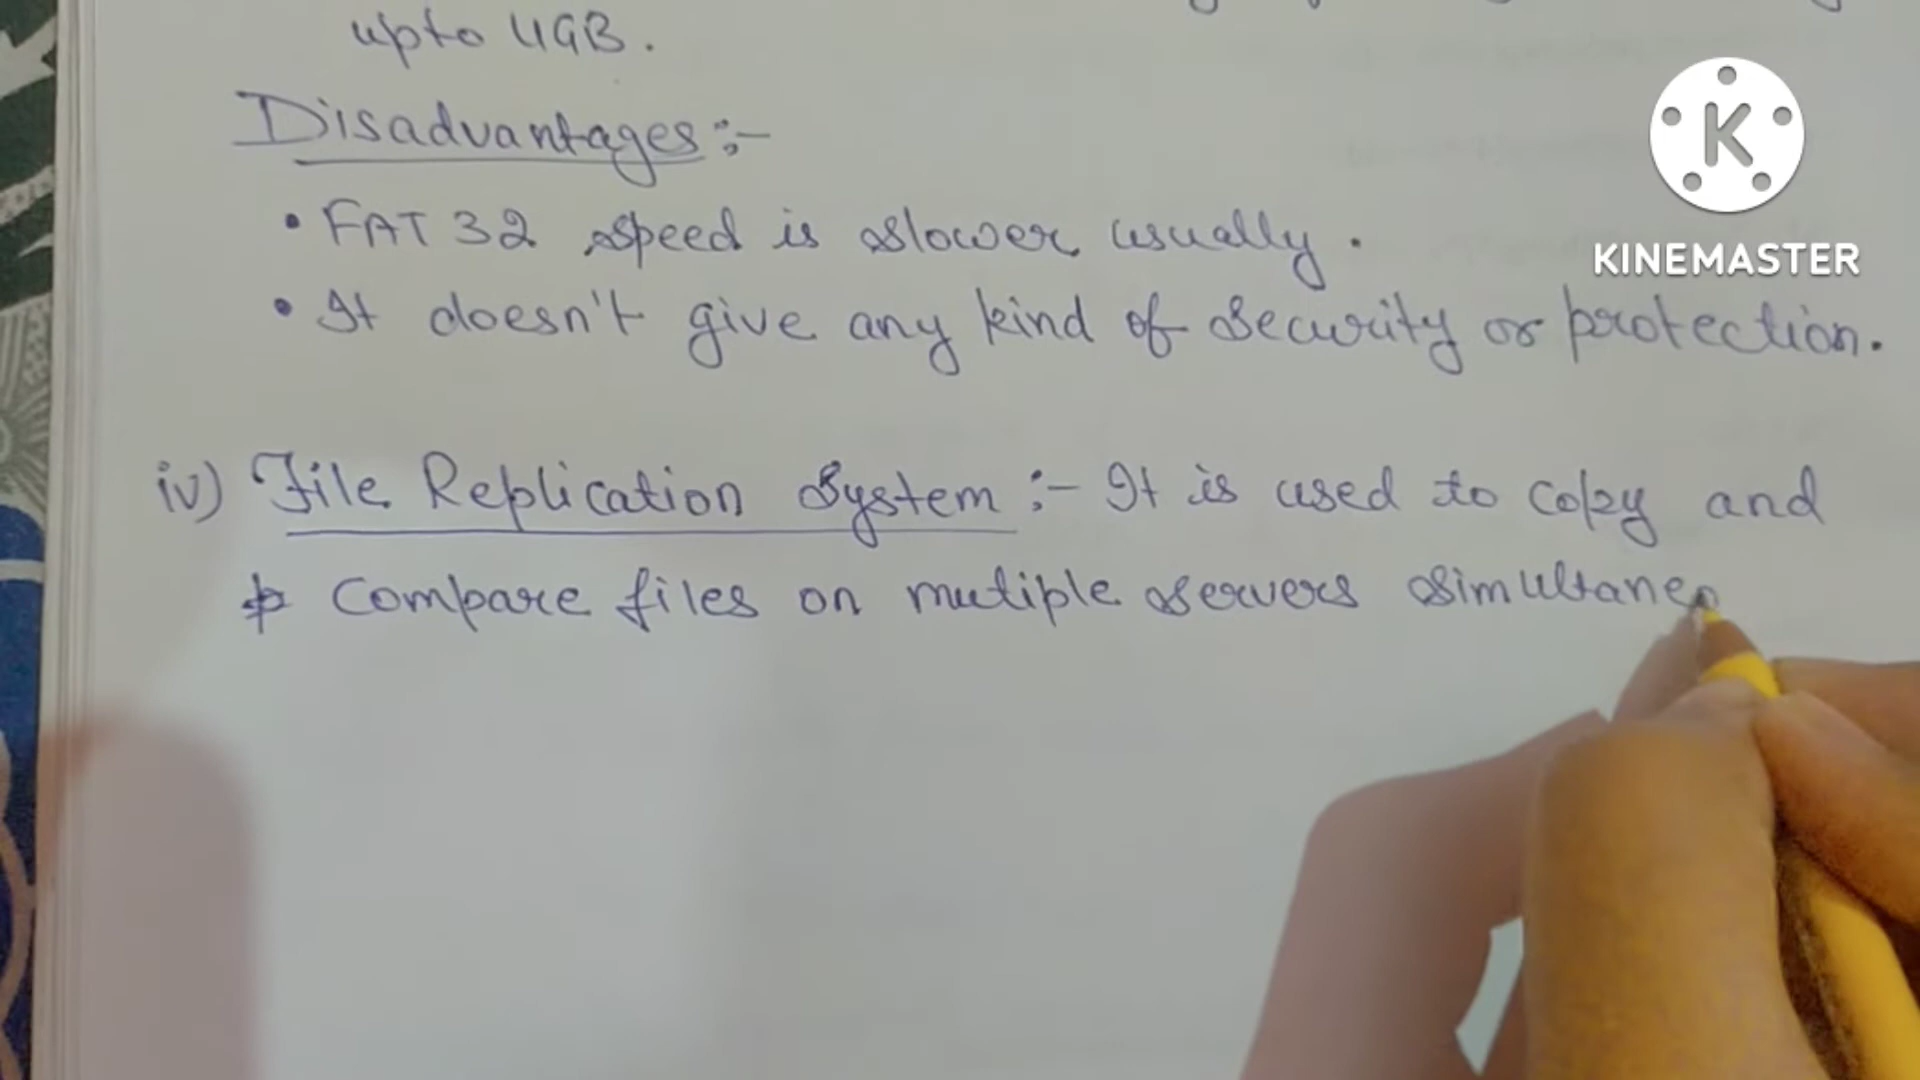 upto 4GB.
Disadvantages :-
K
KINEMASTER
• FAT 32 speed is slower usually.
• It doesn't give any kind of security or protection.
iv) File Replication System :- It is used to copy and
compare files on mutiple servers simultaneo